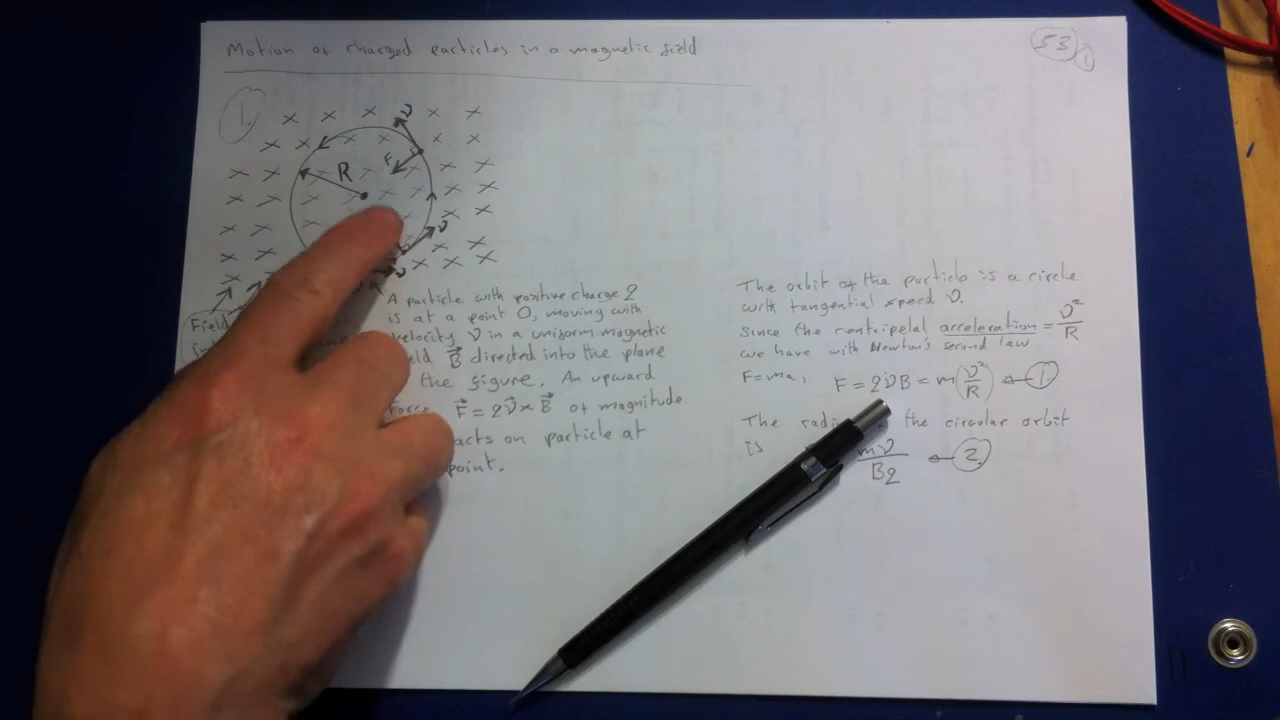 Motion of charged particles in a magnetic field
53
1
1.
R
F
v
v
v
Field
A particle with positive charge q
is at a point O, moving with
velocity v in a uniform magnetic
B⃗ directed into the plane
the figure. An upward
Force F⃗ = qv⃗ × B⃗ of magnitude
acts on particle at
point.
The orbit of the particle is a circle
with tangential speed v.
Since the centripetal acceleration = v²/R
we have with Newton's second law
F=ma, F = qvB = m(v²/R) ← 1
The the circular orbit
is mv/Bq ← 2.